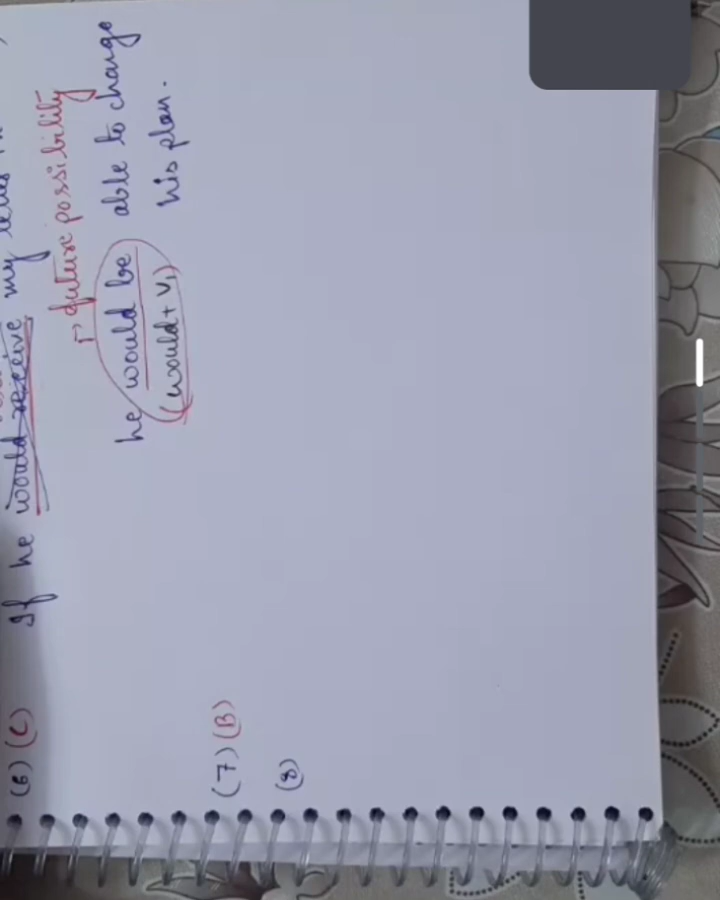 (6) (C) If he would receive my
future possibility
he would be able to change
(would + V1) his plan.
(7) (B)
(8)